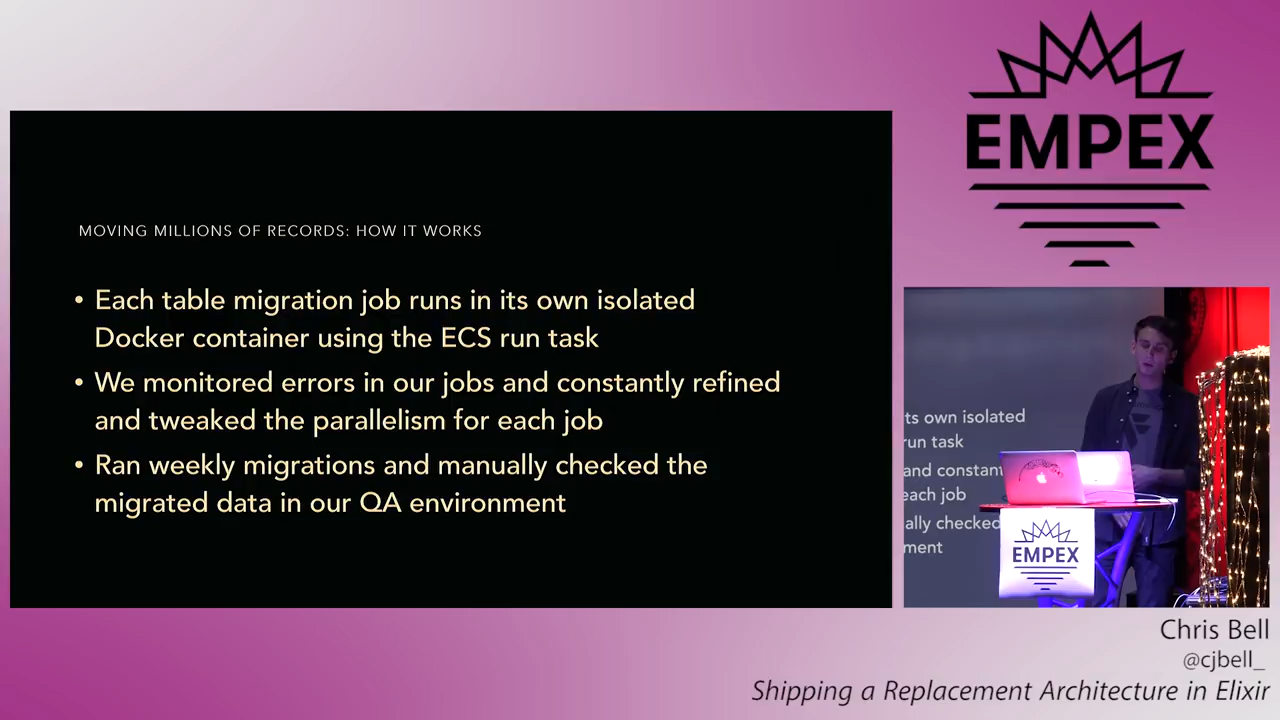 MOVING MILLIONS OF RECORDS: HOW IT WORKS
• Each table migration job runs in its own isolated
Docker container using the ECS run task
• We monitored errors in our jobs and constantly refined
and tweaked the parallelism for each job
• Ran weekly migrations and manually checked the
migrated data in our QA environment
EMPEX
ts own isolated
run task
and constan
each job
ally checked
ment
EMPEX
Chris Bell
@cjbell_
Shipping a Replacement Architecture in Elixir